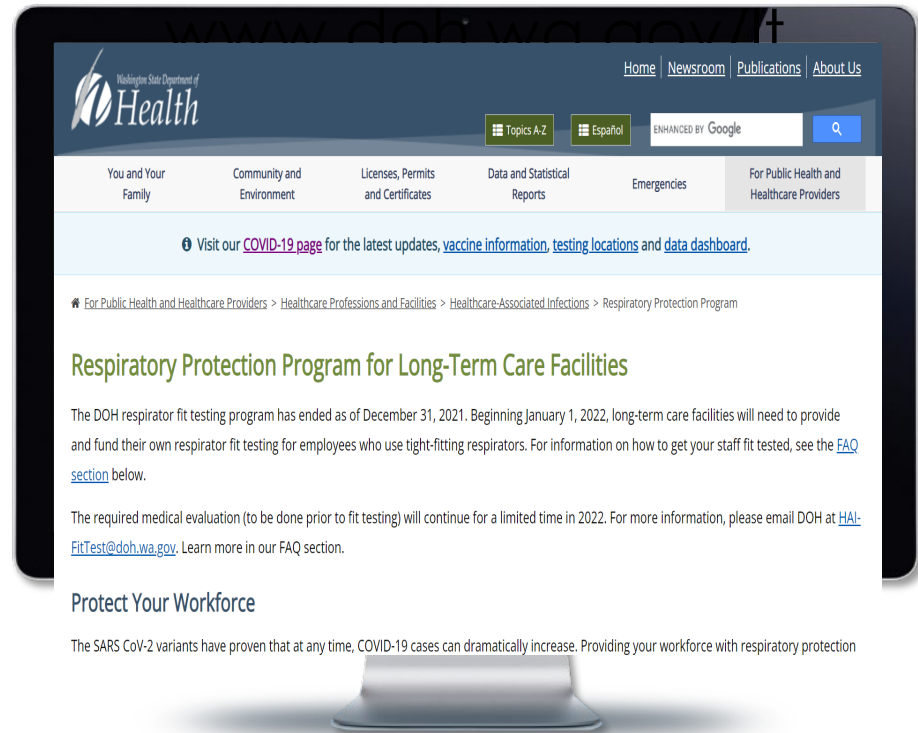 www.doh.wa.gov/lt
Washington State Department of
Health
Home | Newsroom | Publications | About Us
Topics A-Z
Español
ENHANCED BY Google
You and Your Family
Community and Environment
Licenses, Permits and Certificates
Data and Statistical Reports
Emergencies
For Public Health and Healthcare Providers
Visit our COVID-19 page for the latest updates, vaccine information, testing locations and data dashboard.
For Public Health and Healthcare Providers > Healthcare Professions and Facilities > Healthcare-Associated Infections > Respiratory Protection Program
Respiratory Protection Program for Long-Term Care Facilities
The DOH respirator fit testing program has ended as of December 31, 2021. Beginning January 1, 2022, long-term care facilities will need to provide
and fund their own respirator fit testing for employees who use tight-fitting respirators. For information on how to get your staff fit tested, see the FAQ
section below.
The required medical evaluation (to be done prior to fit testing) will continue for a limited time in 2022. For more information, please email DOH at HAI-
FitTest@doh.wa.gov. Learn more in our FAQ section.
Protect Your Workforce
The SARS CoV-2 variants have proven that at any time, COVID-19 cases can dramatically increase. Providing your workforce with respiratory protection